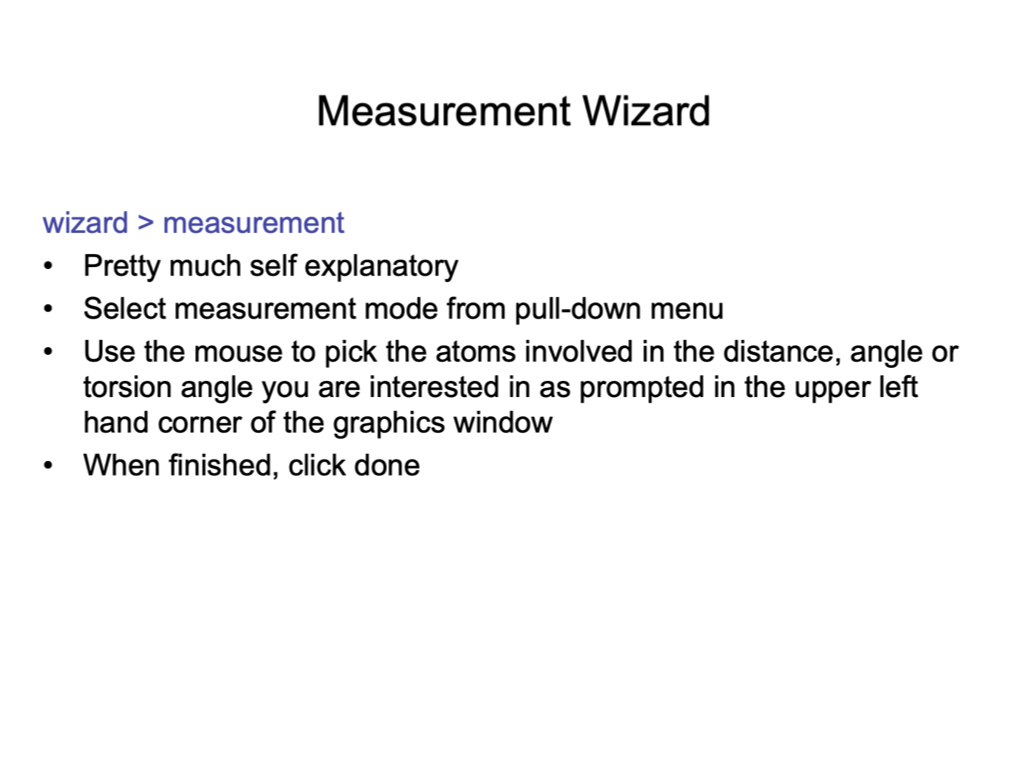 Measurement Wizard
wizard > measurement
• Pretty much self explanatory
• Select measurement mode from pull-down menu
• Use the mouse to pick the atoms involved in the distance, angle or
torsion angle you are interested in as prompted in the upper left
hand corner of the graphics window
• When finished, click done